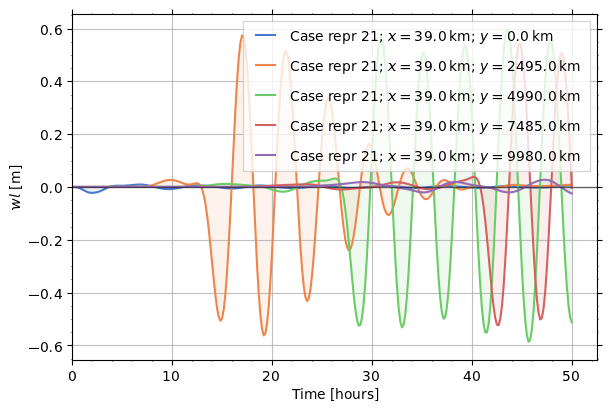 0.6
0.4
0.2
0.0
−0.2
−0.4
−0.6
wl [m]
Case repr 21; x = 39.0 km; y = 0.0 km
Case repr 21; x = 39.0 km; y = 2495.0 km
Case repr 21; x = 39.0 km; y = 4990.0 km
Case repr 21; x = 39.0 km; y = 7485.0 km
Case repr 21; x = 39.0 km; y = 9980.0 km
0 10 20 30 40 50
Time [hours]